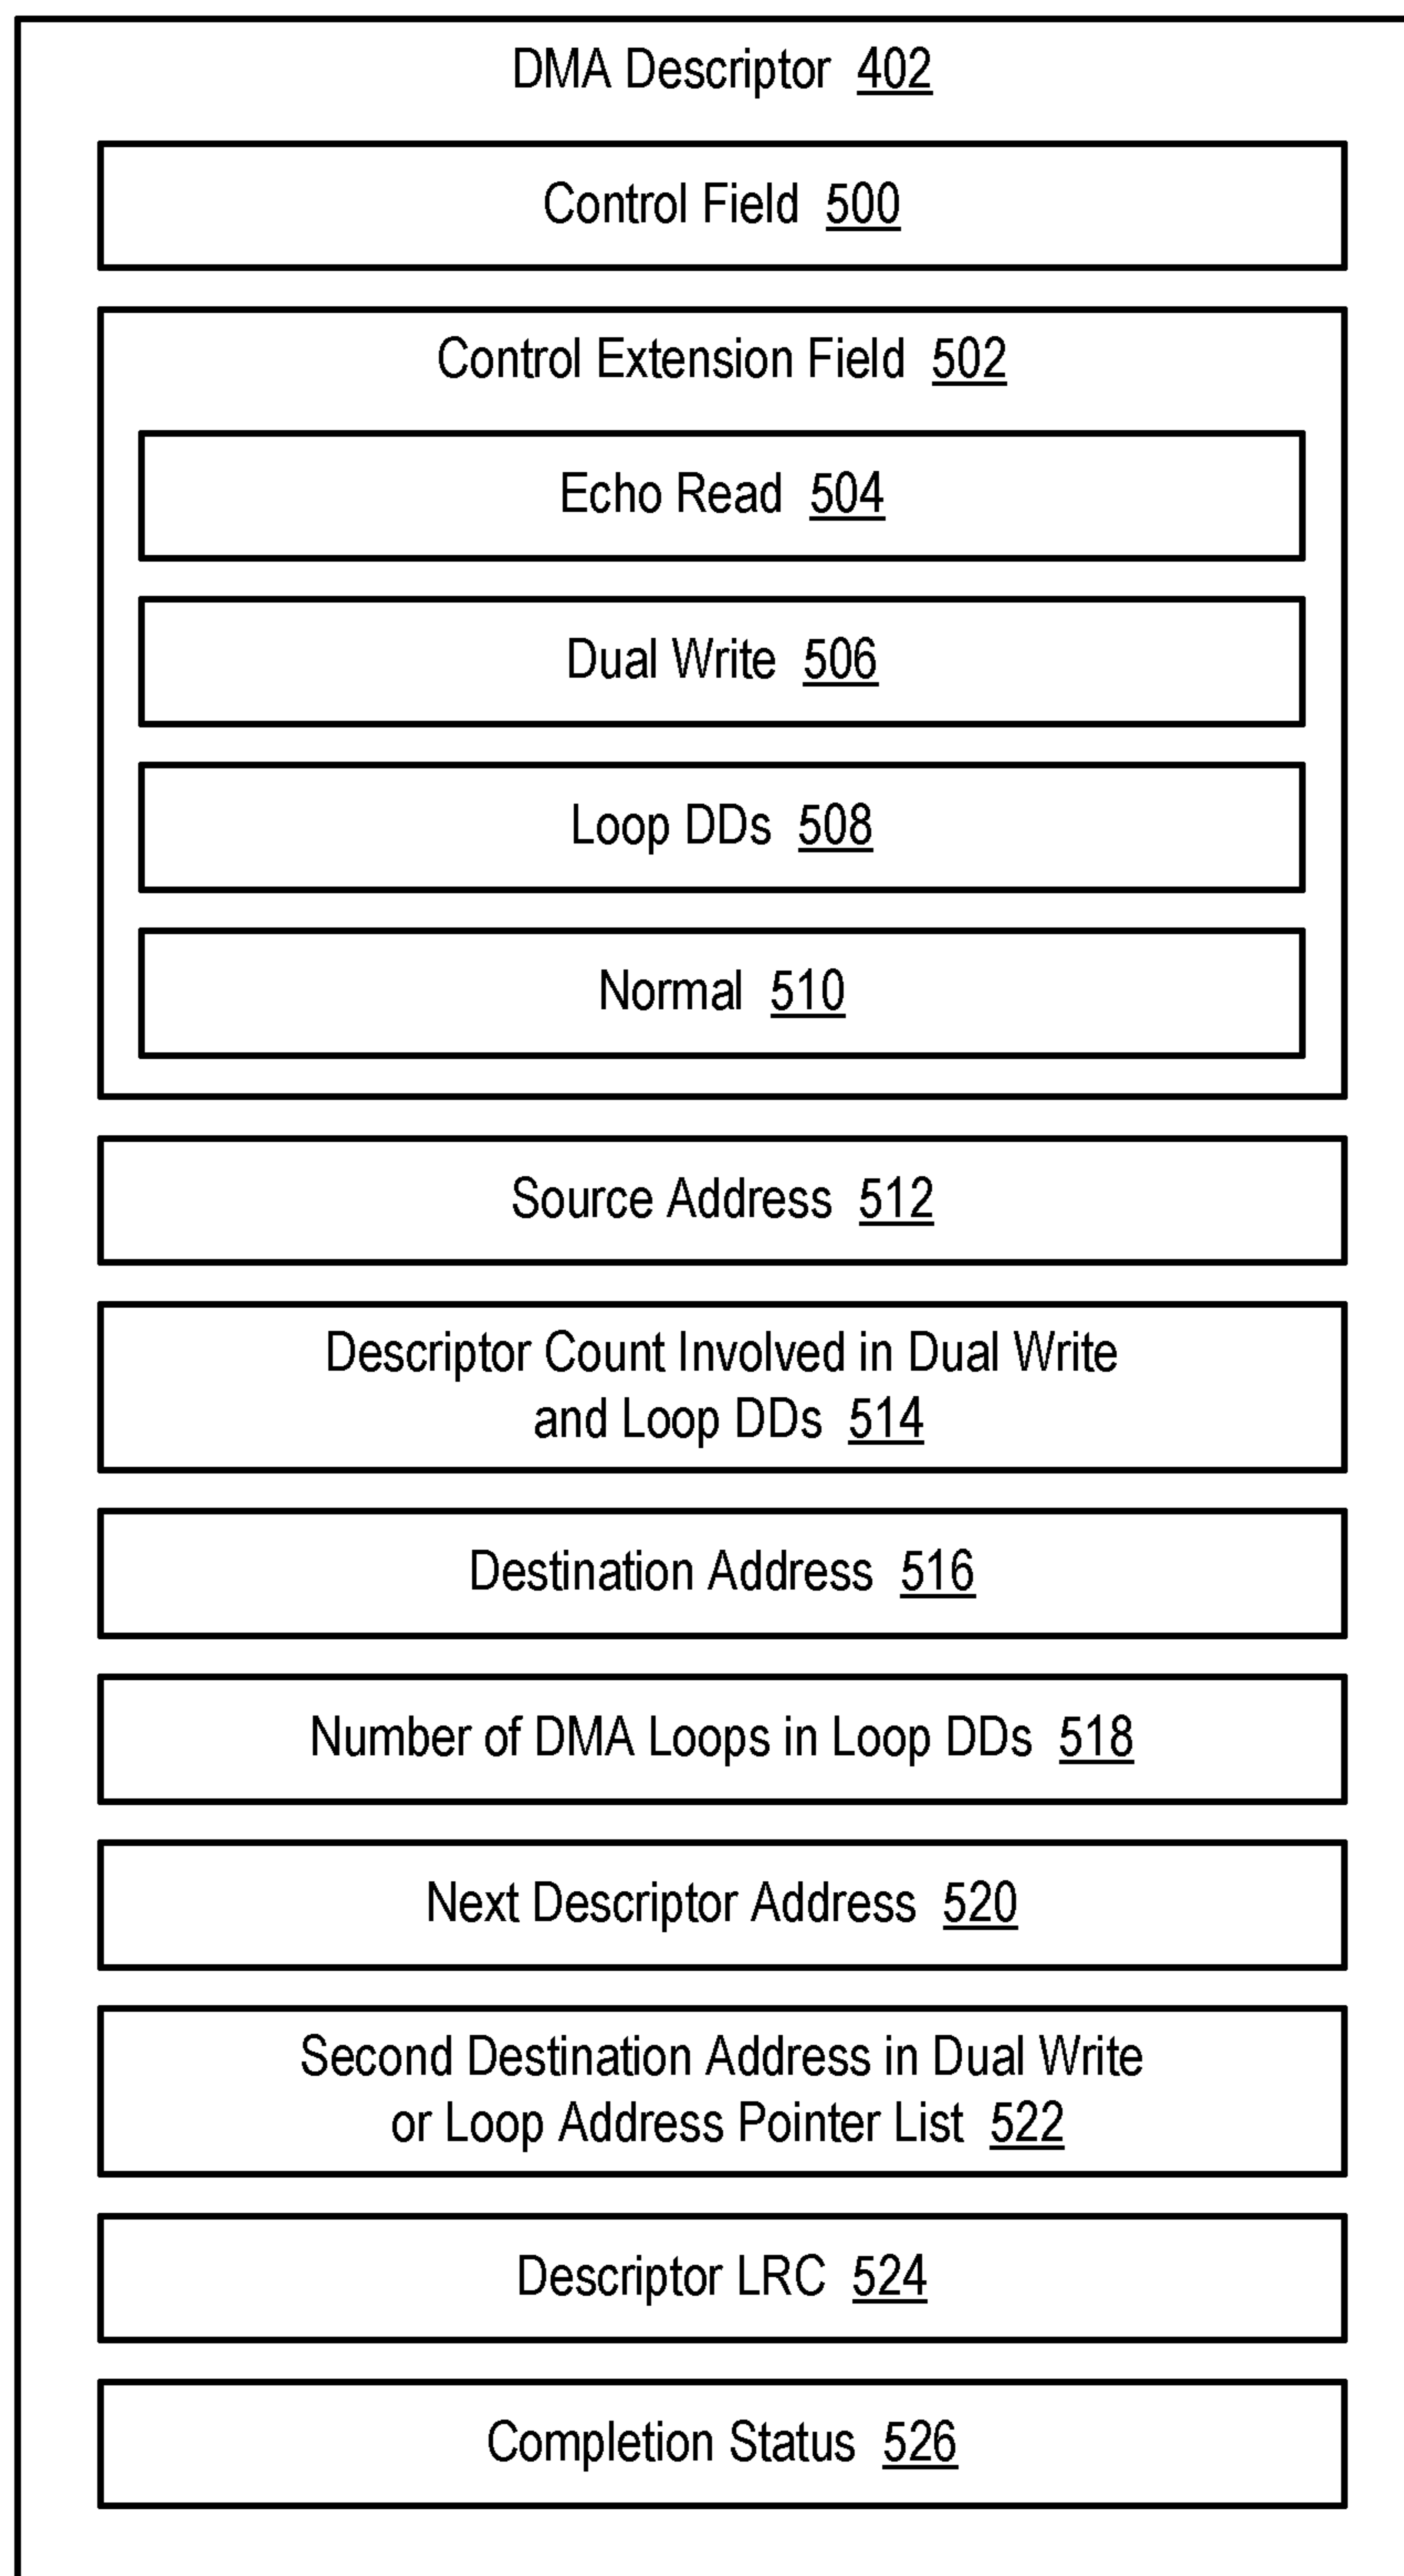 DMA Descriptor 402
Control Field 500
Control Extension Field 502
Echo Read 504
Dual Write 506
Loop DDs 508
Normal 510
Source Address 512
Descriptor Count Involved in Dual Write
and Loop DDs 514
Destination Address 516
Number of DMA Loops in Loop DDs 518
Next Descriptor Address 520
Second Destination Address in Dual Write
or Loop Address Pointer List 522
Descriptor LRC 524
Completion Status 526